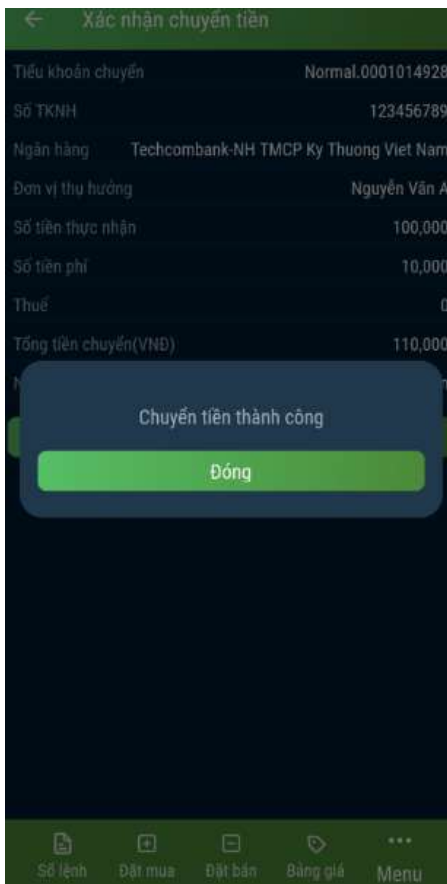 ← Xác nhận chuyển tiền
Tiểu khoản chuyển Normal.0001014928
Số TKNH 123456789
Ngân hàng Techcombank-NH TMCP Ky Thuong Viet Nam
Đơn vị thụ hưởng Nguyễn Văn A
Số tiền thực nhận 100,000
Số tiền phí 10,000
Thuế 0
Tổng tiền chuyển(VNĐ) 110,000
Chuyển tiền thành công
Đóng
Sổ lệnh Đặt mua Đặt bán Bảng giá Menu